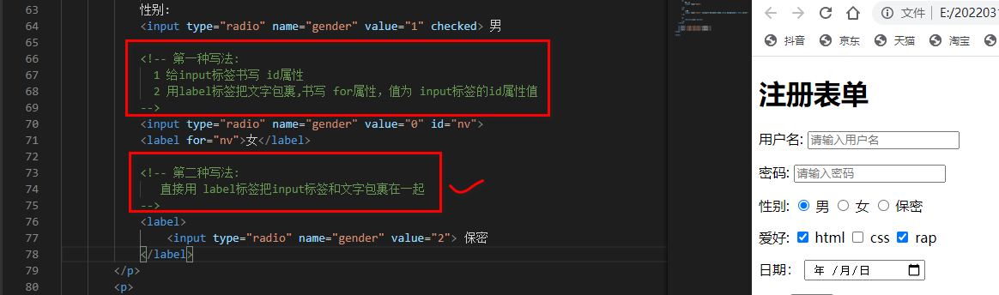 63 性别:
64 <input type="radio" name="gender" value="1" checked> 男
65
66 <!-- 第一种写法:
67 1 给input标签书写 id属性
68 2 用label标签把文字包裹,书写 for属性，值为 input标签的id属性值
69 -->
70 <input type="radio" name="gender" value="0" id="nv">
71 <label for="nv">女</label>
72
73 <!-- 第二种写法:
74 直接用 label标签把input标签和文字包裹在一起
75 -->
76 <label>
77 <input type="radio" name="gender" value="2"> 保密
78 </label>
79 </p>
80 <p>
文件 | E:/2022031
抖音 京东 天猫 淘宝
注册表单
用户名: 请输入用户名
密码: 请输入密码
性别: 男 女 保密
爱好: html css rap
日期: 年 /月/日